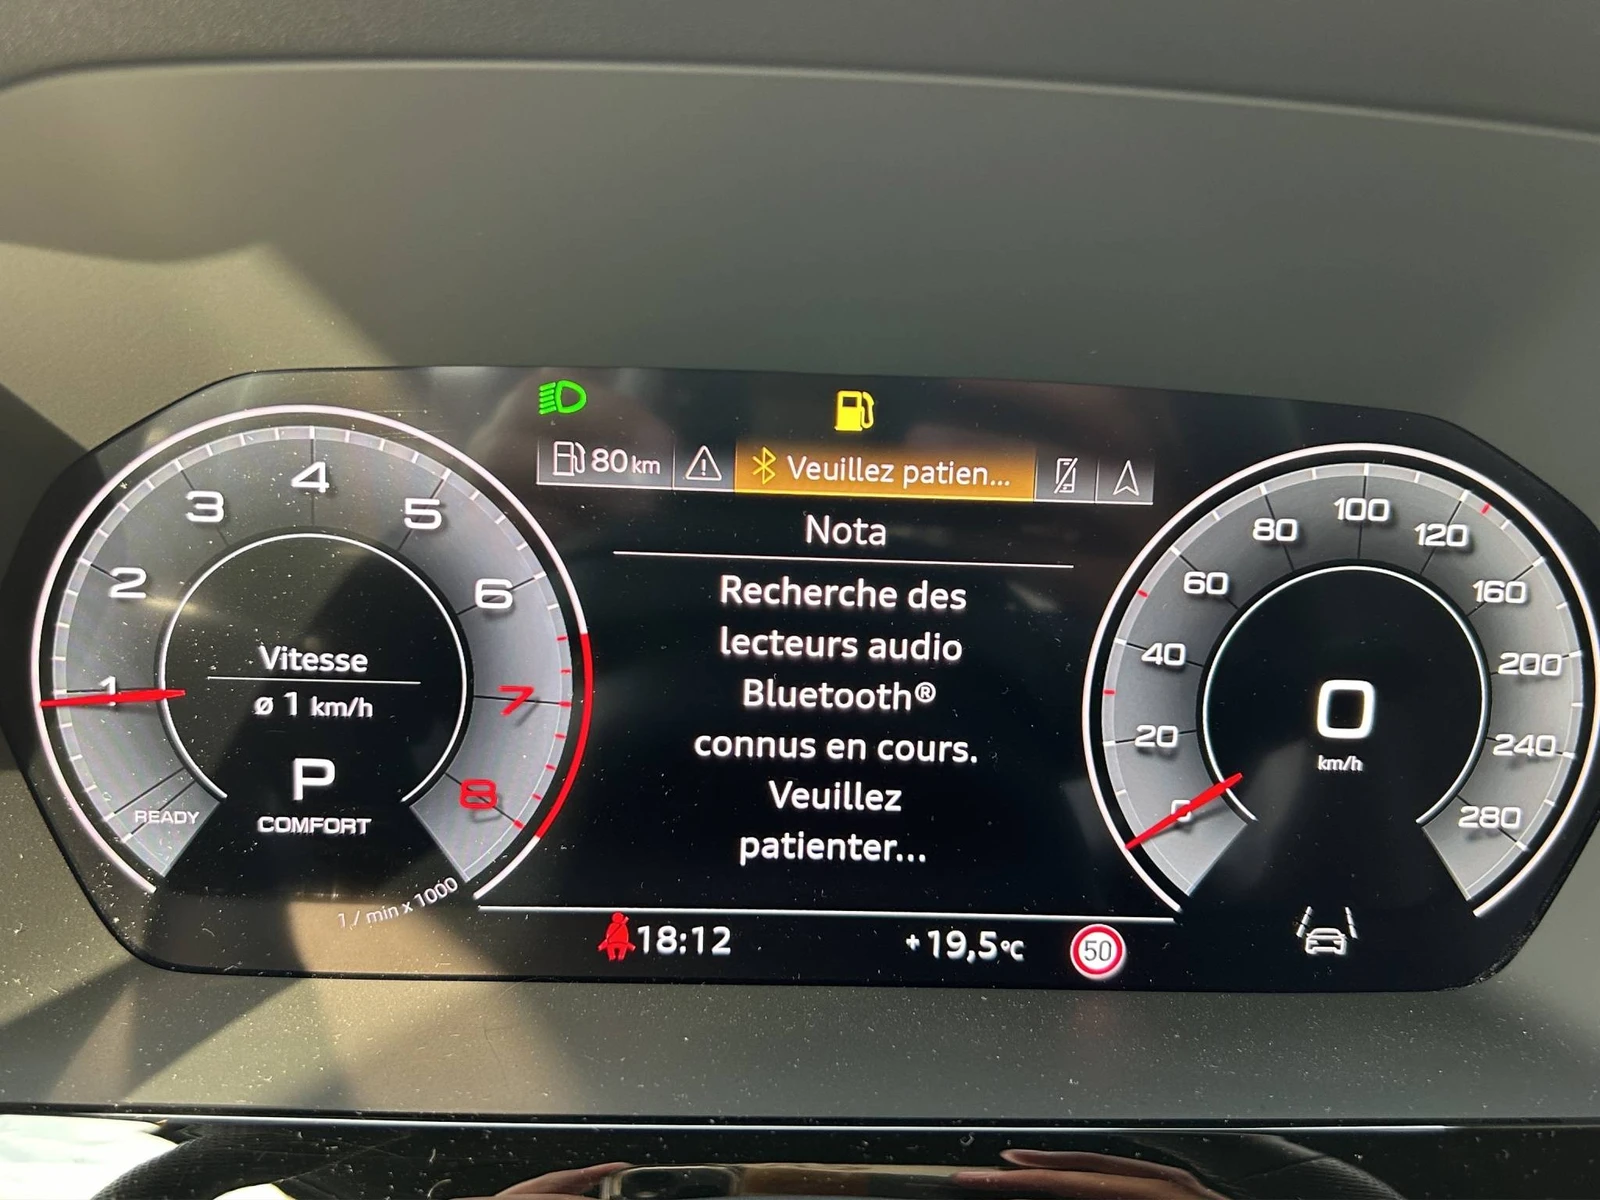 80 km
Veuillez patien...
Nota
Recherche des
lecteurs audio
Bluetooth®
connus en cours.
Veuillez
patienter...
18:12
+19,5°C
50
1
2
3
4
5
6
7
8
READY
1 / min x 1000
Vitesse
ø 1 km/h
P
COMFORT
0
20
40
60
80
100
120
160
200
240
280
0
km/h